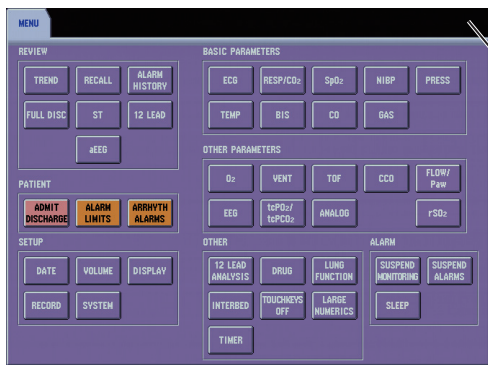 MENU
REVIEW
TREND
RECALL
ALARM
HISTORY
FULL DISC
ST
12 LEAD
aEEG
PATIENT
ADMIT
DISCHARGE
ALARM
LIMITS
ARRHYTH
ALARMS
SETUP
DATE
VOLUME
DISPLAY
RECORD
SYSTEM
BASIC PARAMETERS
ECG
RESP/CO₂
SpO₂
NIBP
PRESS
TEMP
BIS
CO
GAS
OTHER PARAMETERS
O₂
VENT
TOF
CCO
FLOW/
Paw
EEG
tcPO₂/
tcPCO₂
ANALOG
rSO₂
OTHER
12 LEAD
ANALYSIS
DRUG
LUNG
FUNCTION
INTERBED
TOUCHKEYS
OFF
LARGE
NUMERICS
TIMER
ALARM
SUSPEND
MONITORING
SUSPEND
ALARMS
SLEEP